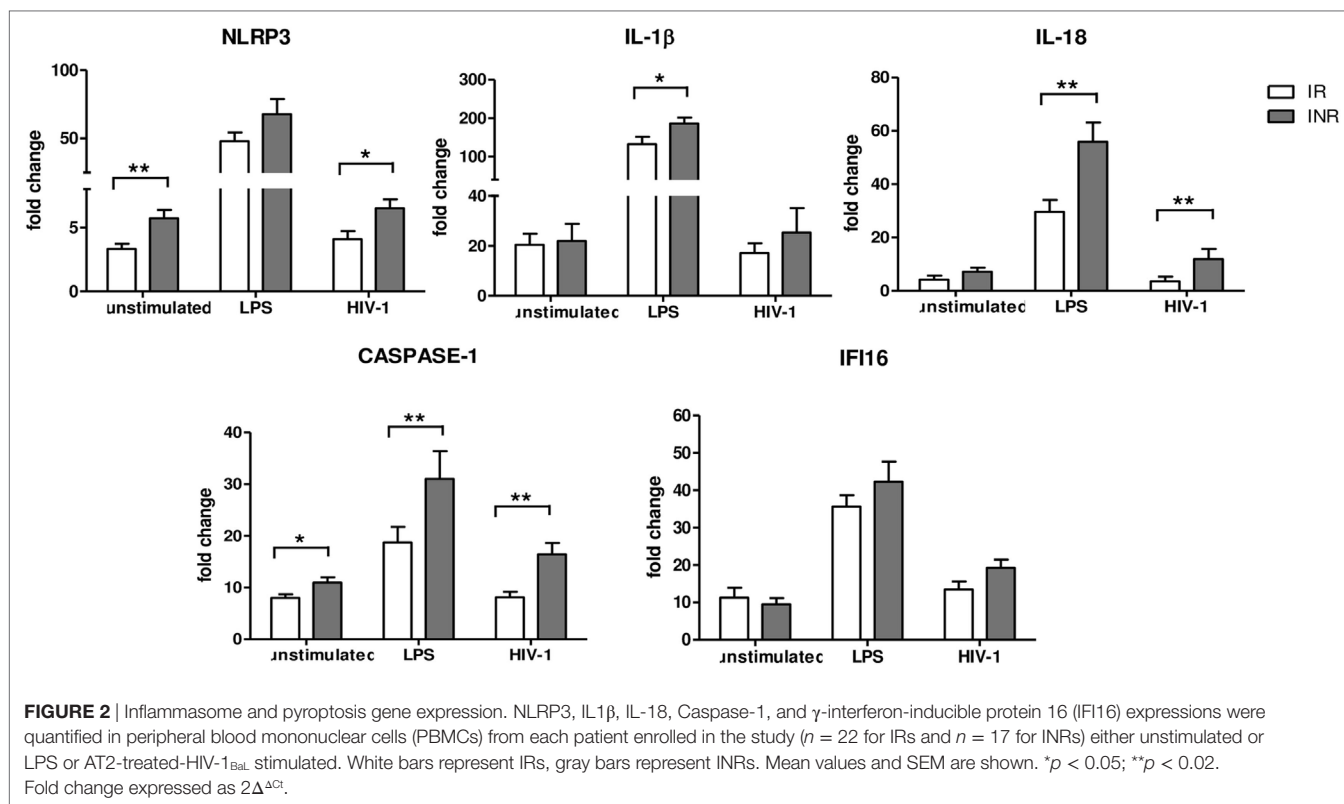 NLRP3
100
50
5
0
fold change
**
*
unstimulated LPS HIV-1
IL-1β
300
200
100
40
20
0
fold change
*
unstimulated LPS HIV-1
IL-18
80
60
40
20
0
fold change
**
**
unstimulated LPS HIV-1
IR
INR
CASPASE-1
40
30
20
10
0
fold change
*
**
**
unstimulated LPS HIV-1
IFI16
60
50
40
30
20
10
0
fold change
unstimulated LPS HIV-1
FIGURE 2 | Inflammasome and pyroptosis gene expression. NLRP3, IL1β, IL-18, Caspase-1, and γ-interferon-inducible protein 16 (IFI16) expressions were
quantified in peripheral blood mononuclear cells (PBMCs) from each patient enrolled in the study (n = 22 for IRs and n = 17 for INRs) either unstimulated or
LPS or AT2-treated-HIV-1BaL stimulated. White bars represent IRs, gray bars represent INRs. Mean values and SEM are shown. *p < 0.05; **p < 0.02.
Fold change expressed as 2ΔΔCt.